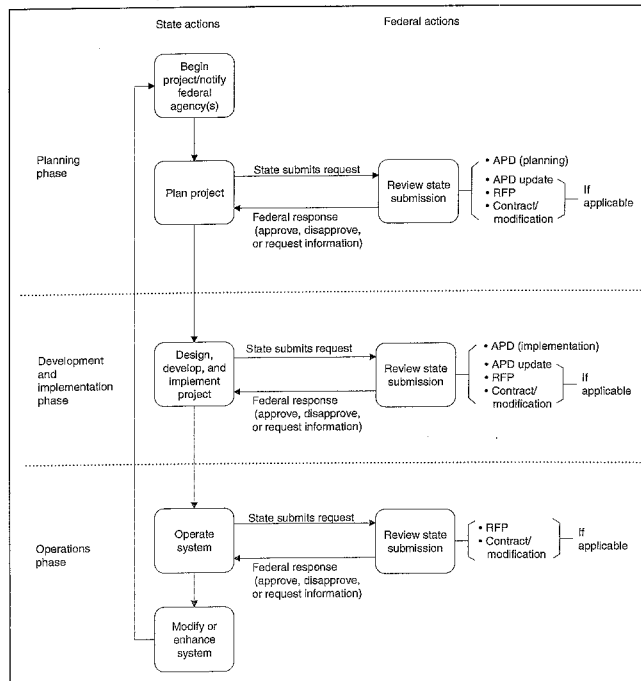 State actions
Federal actions
Begin
project/notify
federal
agency(s)
Planning
phase
Plan project
State submits request
Federal response
(approve, disapprove,
or request information)
Review state
submission
• APD (planning)
• APD update
• RFP
• Contract/
modification
If
applicable
Development
and
implementation
phase
Design,
develop, and
implement
project
State submits request
Federal response
(approve, disapprove,
or request information)
Review state
submission
• APD (implementation)
• APD update
• RFP
• Contract/
modification
If
applicable
Operations
phase
Operate
system
State submits request
Federal response
(approve, disapprove,
or request information)
Review state
submission
• RFP
• Contract/
modification
If
applicable
Modify or
enhance
system